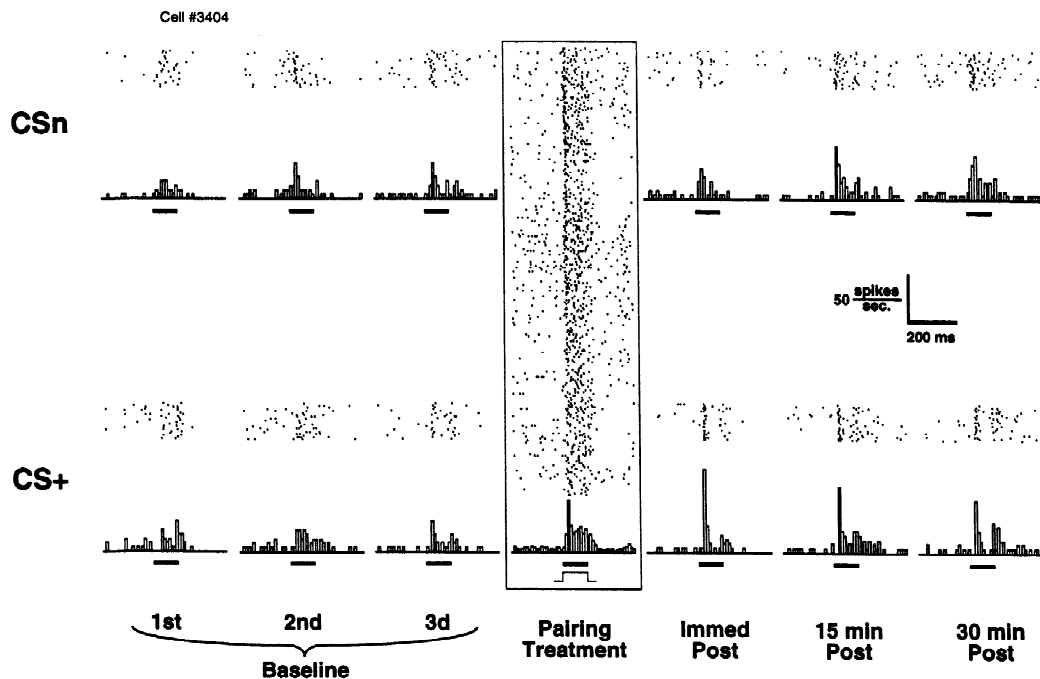 Cell #3404
CSn
50 spikes
sec.
200 ms
CS+
1st
2nd
3d
Pairing
Treatment
Immed
Post
15 min
Post
30 min
Post
Baseline